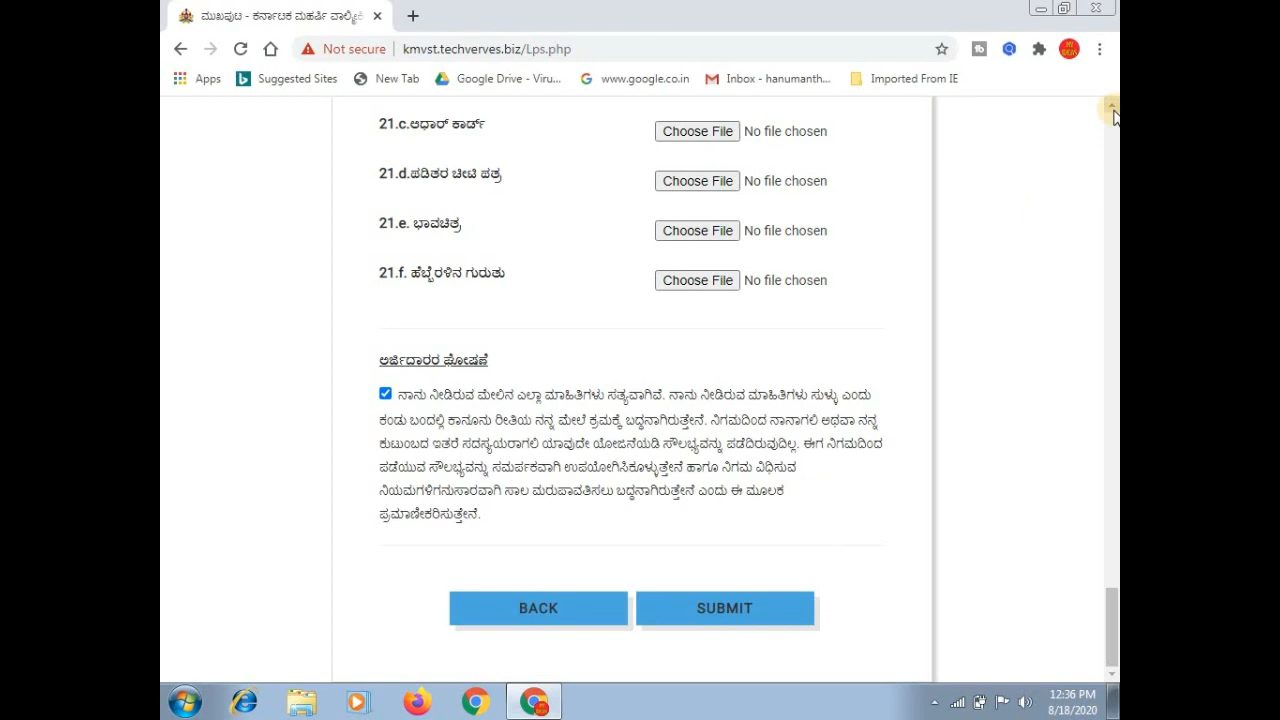 ಮುಖಪುಟ - ಕರ್ನಾಟಕ ಮಹರ್ಷಿ ವಾಲ್ಮೀಕಿ
Not secure
kmvst.techverves.biz/Lps.php
Apps
Suggested Sites
New Tab
Google Drive - Viru...
www.google.co.in
Inbox - hanumanth...
Imported From IE
21.c.ಆಧಾರ್ ಕಾರ್ಡ್
Choose File No file chosen
21.d.ಪಡಿತರ ಚೀಟಿ ಪತ್ರ
Choose File No file chosen
21.e. ಭಾವಚಿತ್ರ
Choose File No file chosen
21.f. ಹೆಬ್ಬೆರಳಿನ ಗುರುತು
Choose File No file chosen
ಅರ್ಜಿದಾರರ ಘೋಷಣೆ
ನಾನು ನೀಡಿರುವ ಮೇಲಿನ ಎಲ್ಲಾ ಮಾಹಿತಿಗಳು ಸತ್ಯವಾಗಿವೆ. ನಾನು ನೀಡಿರುವ ಮಾಹಿತಿಗಳು ಸುಳ್ಳು ಎಂದು
ಕಂಡು ಬಂದಲ್ಲಿ ಕಾನೂನು ರೀತಿಯ ನನ್ನ ಮೇಲೆ ಕ್ರಮಕ್ಕೆ ಬದ್ಧನಾಗಿರುತ್ತೇನೆ. ನಿಗಮದಿಂದ ನಾನಾಗಲಿ ಅಥವಾ ನನ್ನ
ಕುಟುಂಬದ ಇತರೆ ಸದಸ್ಯಯರಾಗಲಿ ಯಾವುದೇ ಯೋಜನೆಯಡಿ ಸೌಲಭ್ಯವನ್ನು ಪಡೆದಿರುವುದಿಲ್ಲ. ಈಗ ನಿಗಮದಿಂದ
ಪಡೆಯುವ ಸೌಲಭ್ಯವನ್ನು ಸಮರ್ಪಕವಾಗಿ ಉಪಯೋಗಿಸಿಕೊಳ್ಳುತ್ತೇನೆ ಹಾಗೂ ನಿಗಮ ವಿಧಿಸುವ
ನಿಯಮಗಳಿಗನುಸಾರವಾಗಿ ಸಾಲ ಮರುಪಾವತಿಸಲು ಬದ್ಧನಾಗಿರುತ್ತೇನೆ ಎಂದು ಈ ಮೂಲಕ
ಪ್ರಮಾಣೀಕರಿಸುತ್ತೇನೆ.
BACK
SUBMIT
12:36 PM
8/18/2020